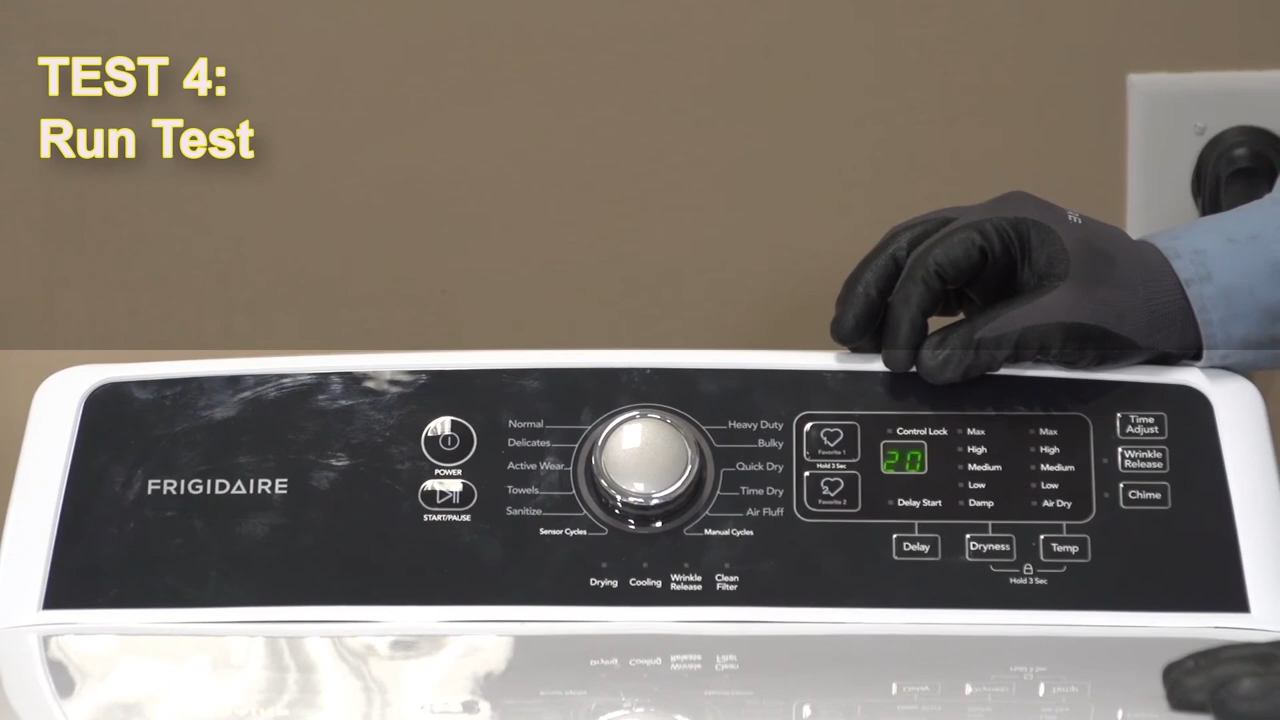 TEST 4:
Run Test
FRIGIDAIRE
POWER
START/PAUSE
Normal
Delicates
Active Wear
Towels
Sanitize
Sensor Cycles
Heavy Duty
Bulky
Quick Dry
Time Dry
Air Fluff
Manual Cycles
Drying
Cooling
Wrinkle
Release
Clean
Filter
Favorite 1
Hold 3 Sec
2
Favorite 2
Control Lock
20
Delay Start
Max
High
Medium
Low
Damp
Max
High
Medium
Low
Air Dry
Delay
Dryness
Temp
Hold 3 Sec
Time
Adjust
Wrinkle
Release
Chime